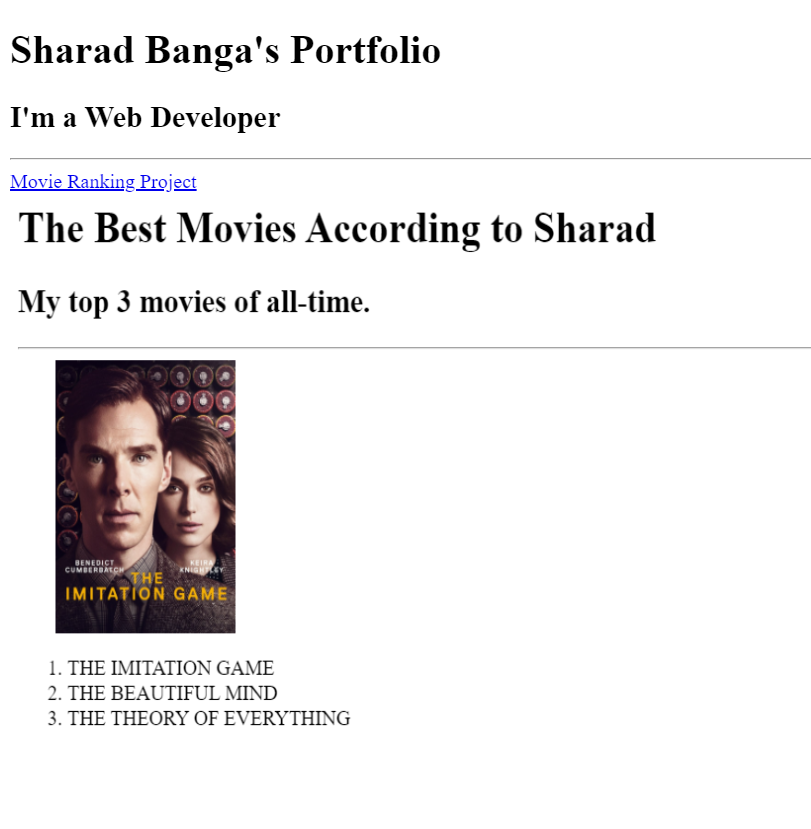 Sharad Banga's Portfolio
I'm a Web Developer
Movie Ranking Project
The Best Movies According to Sharad
My top 3 movies of all-time.
BENEDICT KEIRA
CUMBERBATCH KNIGHTLEY
THE
IMITATION GAME
1. THE IMITATION GAME
2. THE BEAUTIFUL MIND
3. THE THEORY OF EVERYTHING